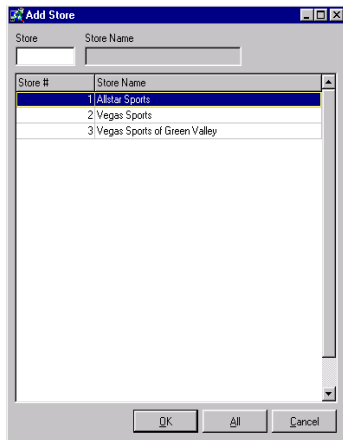 Add Store
Store Store Name
Store # Store Name
1 Allstar Sports
2 Vegas Sports
3 Vegas Sports of Green Valley
OK All Cancel